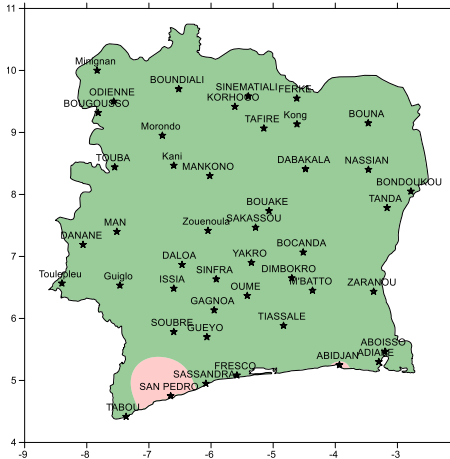 11
Minignan
10
BOUNDIALI
SINEMATIALI
FERKE
ODIENNE
KORHOGO
BOUGOUSSO
TAFIRE
Kong
BOUNA
9
Morondo
TOUBA
Kani
MANKONO
DABAKALA
NASSIAN
BONDOUKOU
8
TANDA
BOUAKE
MAN
Zouenoula
SAKASSOU
DANANE
BOCANDA
7
DALOA
YAKRO
Toulepleu
Guiglo
ISSIA
SINFRA
DIMBOKRO
M'BATTO
ZARANOU
OUME
GAGNOA
6
SOUBRE
GUEYO
TIASSALE
ABOISSO
ABIDJAN
ADIAKE
FRESCO
SASSANDRA
5
SAN PEDRO
TABOU
4
-9 -8 -7 -6 -5 -4 -3